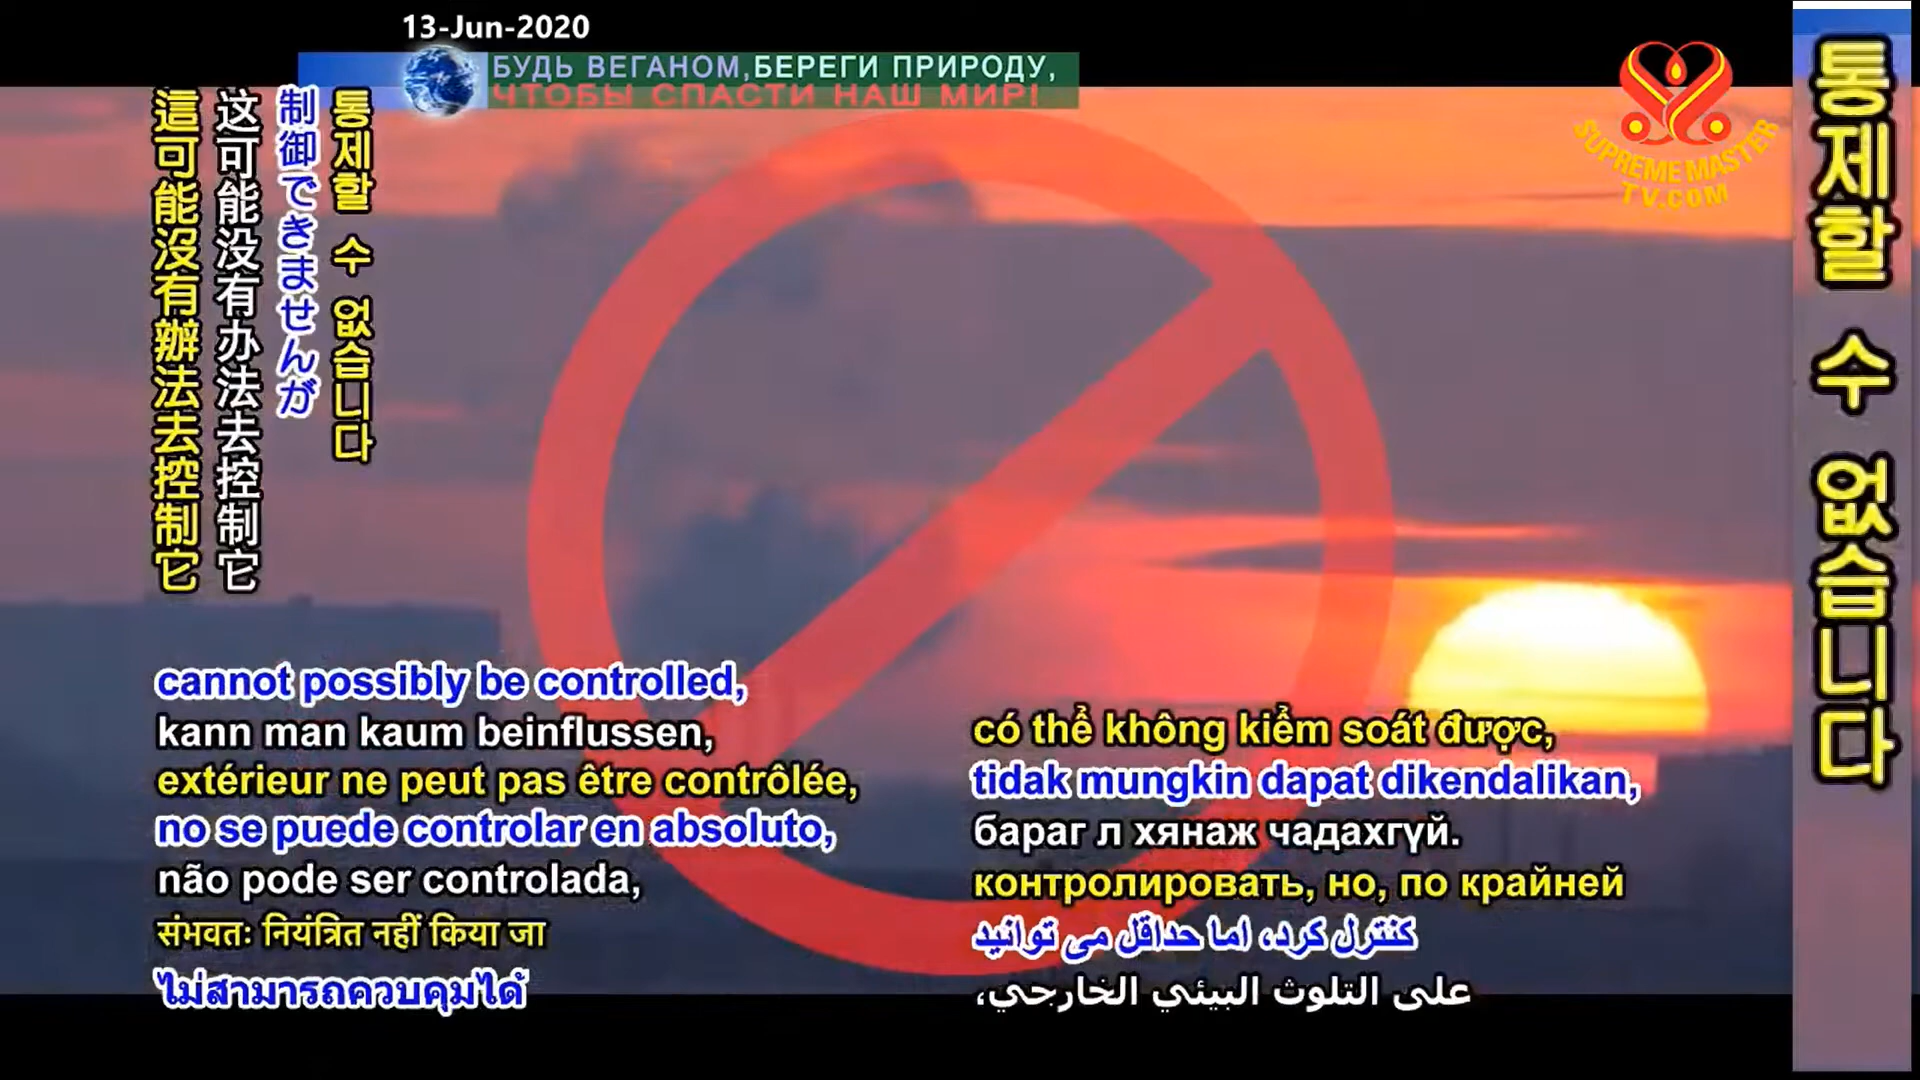 13-Jun-2020
БУДЬ ВЕГАНОМ,БЕРЕГИ ПРИРОДУ,
ЧТОБЫ СПАСТИ НАШ МИР!
SUPREME MASTER
TV.COM
통제할 수 없습니다
통제할 수 없습니다
制御できませんが
这可能没有办法去控制它
這可能沒有辦法去控制它
cannot possibly be controlled,
kann man kaum beinflussen,
extérieur ne peut pas être contrôlée,
no se puede controlar en absoluto,
não pode ser controlada,
संभवतः नियंत्रित नहीं किया जा
ไม่สามารถควบคุมได้
có thể không kiểm soát được,
tidak mungkin dapat dikendalikan,
бараг л хянаж чадахгүй.
контролировать, но, по крайней
کنترل کرد، اما حداقل می توانید
على التلوث البيئي الخارجي،